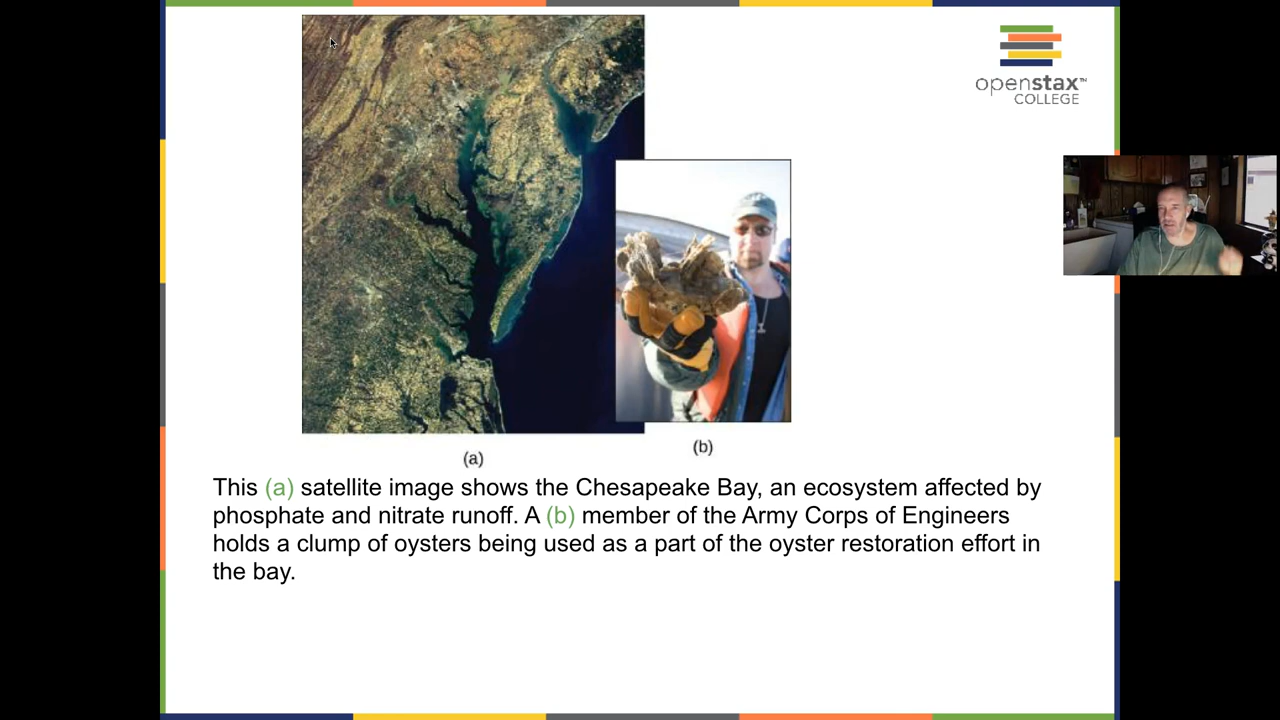 openstax™
COLLEGE
(a)
(b)
This (a) satellite image shows the Chesapeake Bay, an ecosystem affected by
phosphate and nitrate runoff. A (b) member of the Army Corps of Engineers
holds a clump of oysters being used as a part of the oyster restoration effort in
the bay.